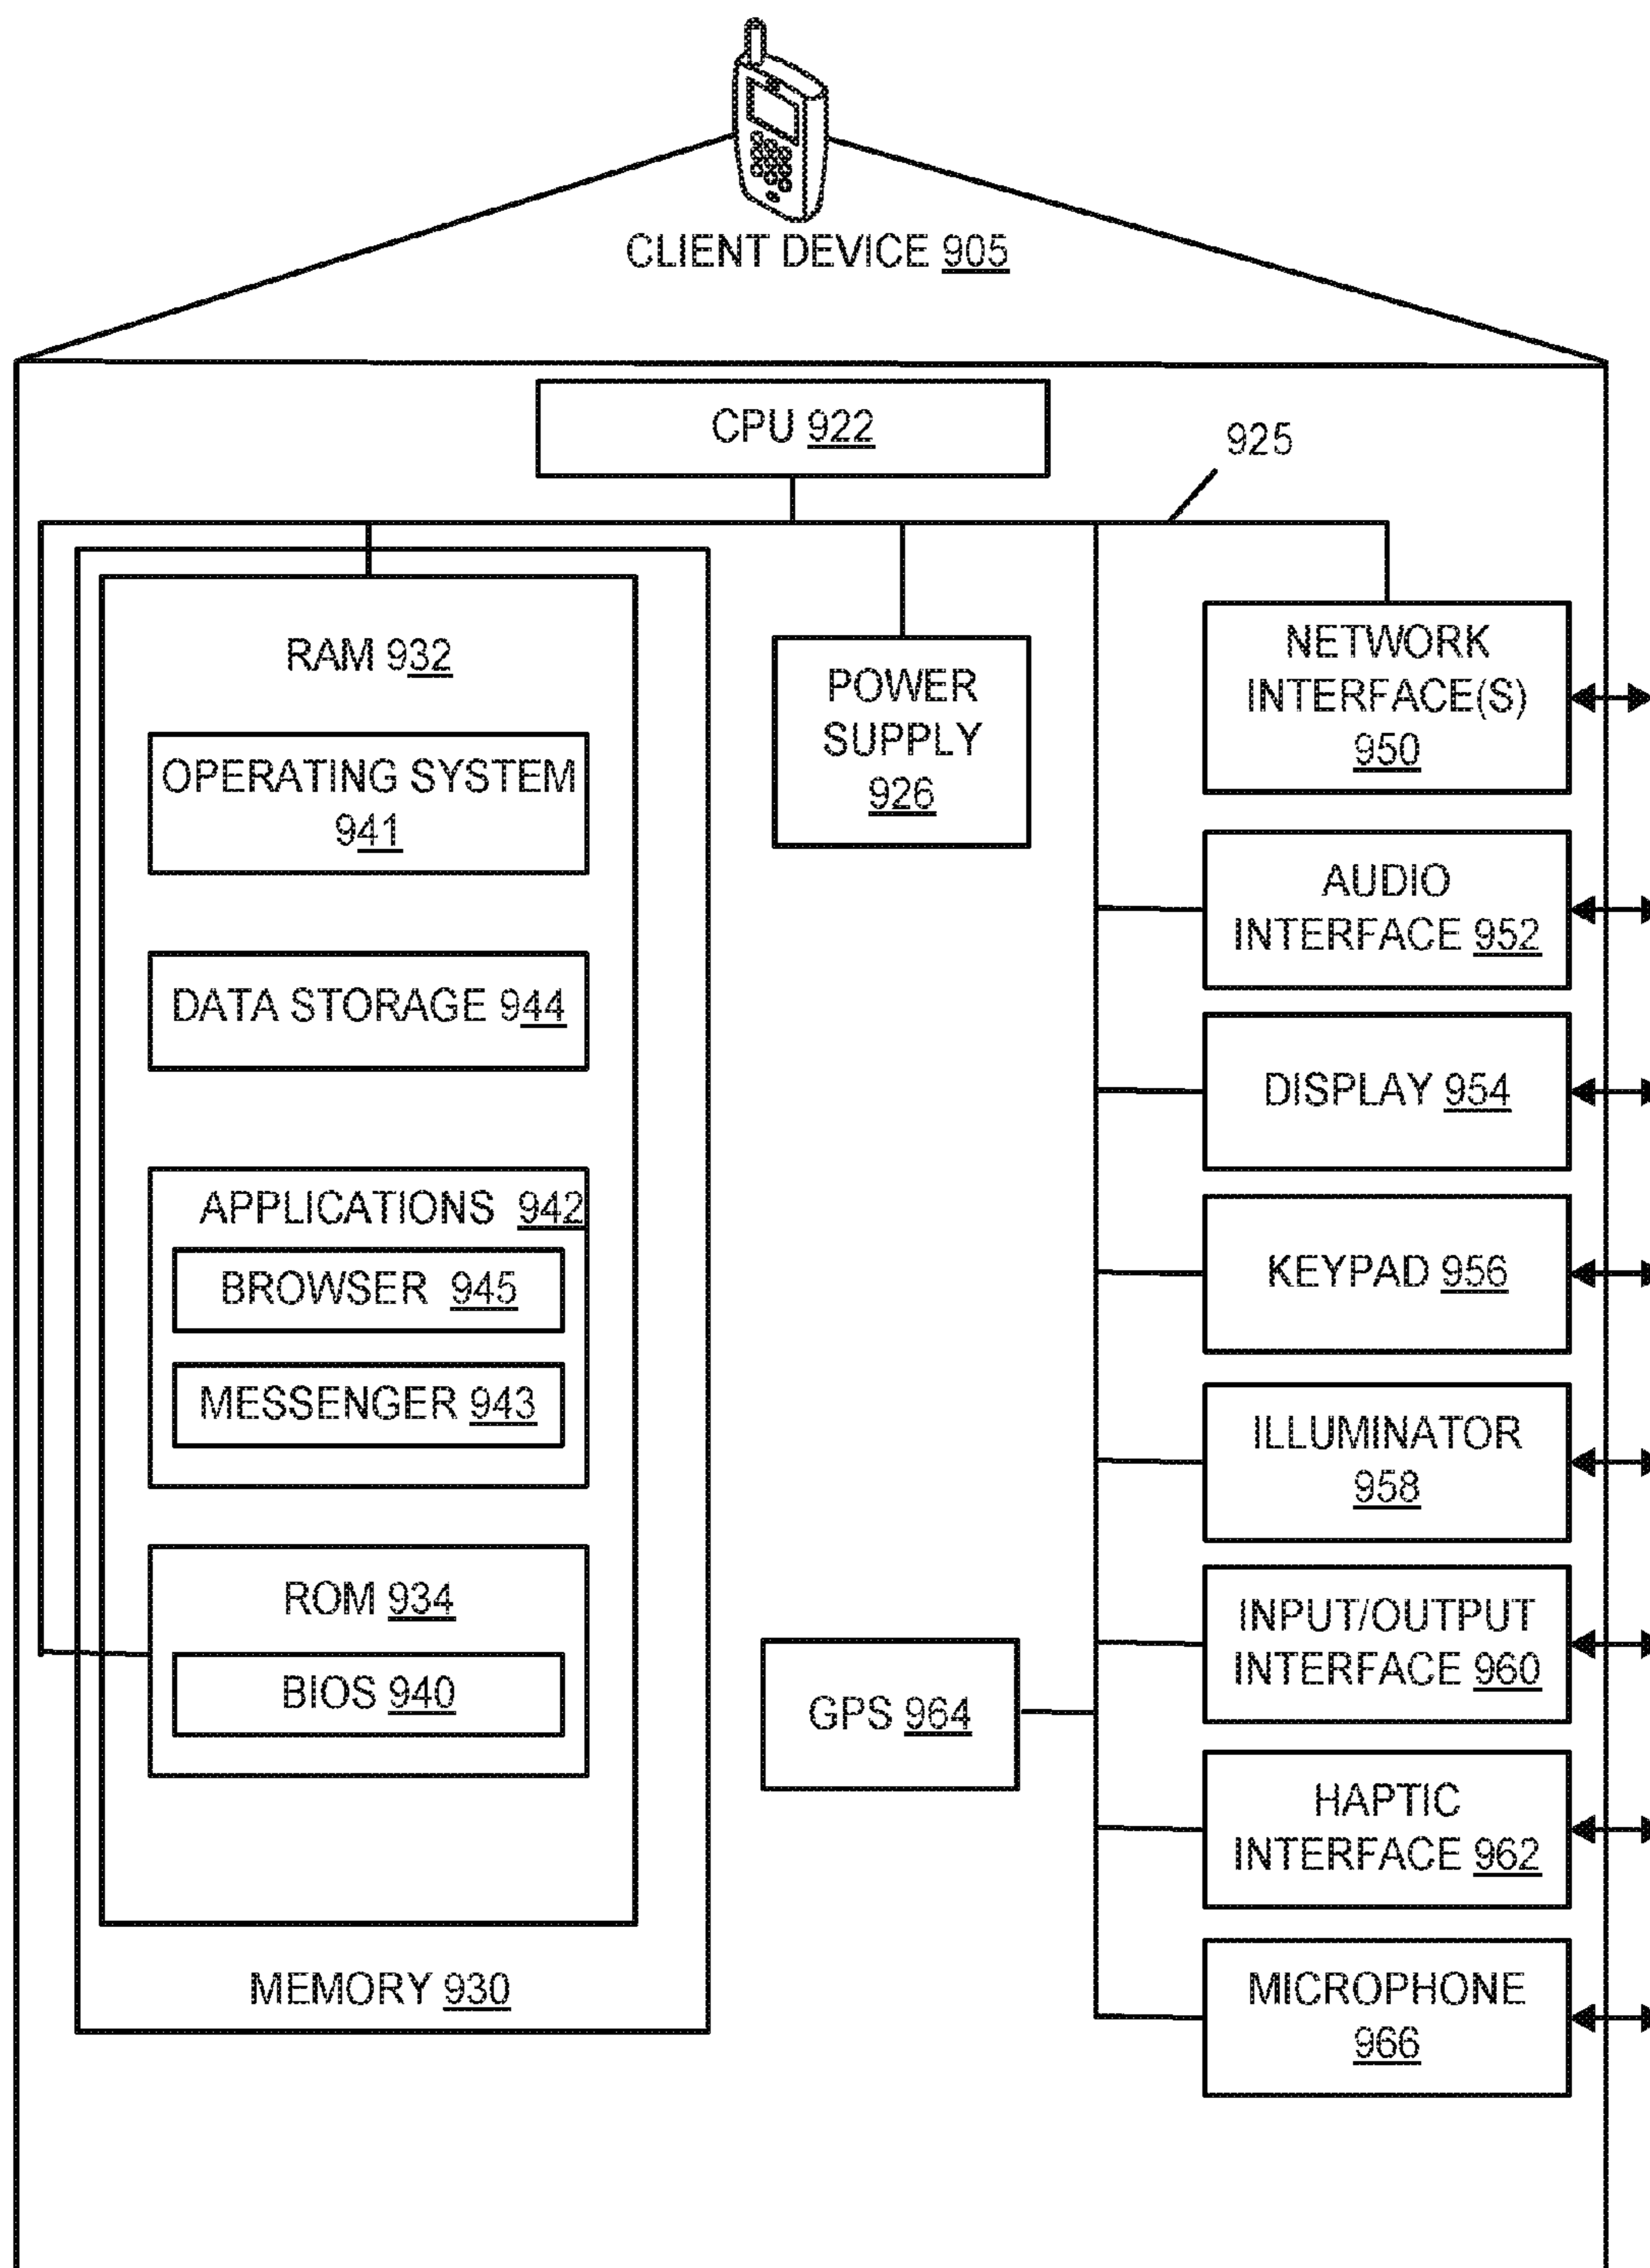 CLIENT DEVICE 905
CPU 922
925
RAM 932
OPERATING SYSTEM
941
DATA STORAGE 944
APPLICATIONS 942
BROWSER 945
MESSENGER 943
ROM 934
BIOS 940
MEMORY 930
POWER
SUPPLY
926
GPS 964
NETWORK
INTERFACE(S)
950
AUDIO
INTERFACE 952
DISPLAY 954
KEYPAD 956
ILLUMINATOR
958
INPUT/OUTPUT
INTERFACE 960
HAPTIC
INTERFACE 962
MICROPHONE
966